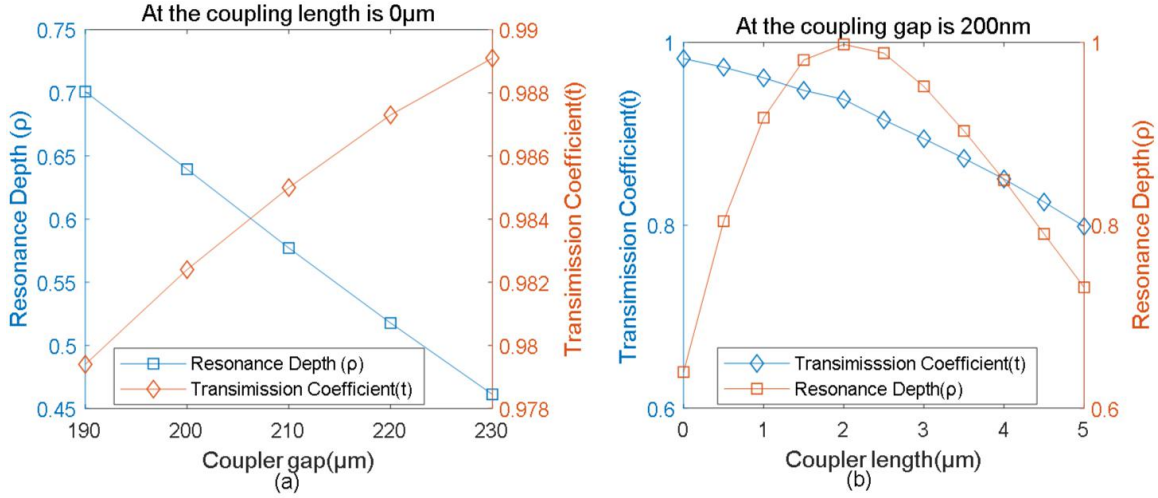 At the coupling length is 0μm
0.75
0.7
0.65
0.6
0.55
0.5
0.45
Resonance Depth (ρ)
0.99
0.988
0.986
0.984
0.982
0.98
0.978
Transimission Coefficient(t)
Resonance Depth (ρ)
Transimisssion Coefficient(t)
190
200
210
220
230
Coupler gap(μm)
(a)
At the coupling gap is 200nm
1
0.8
0.6
Transimission Coefficient(t)
1
0.8
0.6
Resonance Depth(ρ)
Transimisssion Coefficient(t)
Resonance Depth(ρ)
0
1
2
3
4
5
Coupler length(μm)
(b)